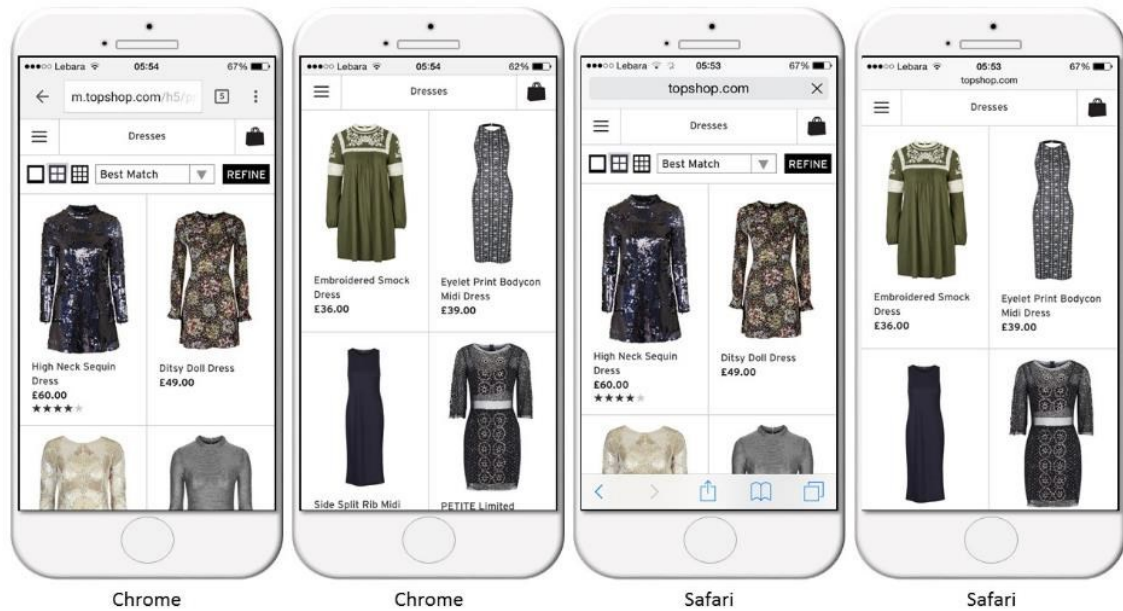 ●●●○○ Lebara 05:54 67%
m.topshop.com/h5/pr
5
Dresses
Best Match
REFINE
High Neck Sequin
Dress
£60.00
Ditsy Doll Dress
£49.00
Chrome
●●●○○ Lebara 05:54 62%
Dresses
Embroidered Smock
Dress
£36.00
Eyelet Print Bodycon
Midi Dress
£39.00
Side Split Rib Midi
PETITE Limited
Chrome
●●●○○ Lebara 05:53 67%
topshop.com
Dresses
Best Match
REFINE
High Neck Sequin
Dress
£60.00
Ditsy Doll Dress
£49.00
Safari
●●●○○ Lebara 05:53 67%
topshop.com
Dresses
Embroidered Smock
Dress
£36.00
Eyelet Print Bodycon
Midi Dress
£39.00
Safari